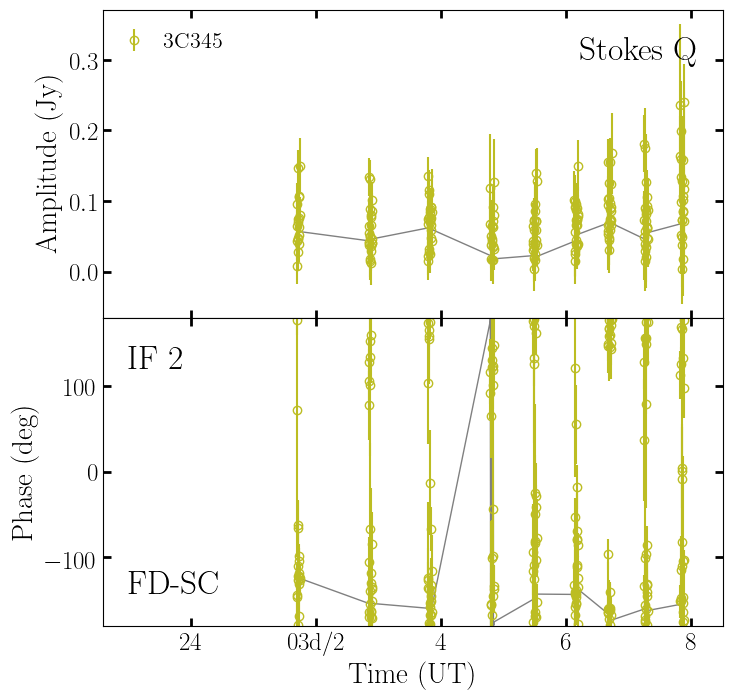 3C345
Stokes Q
0.3
0.2
0.1
0.0
Amplitude (Jy)
IF 2
100
0
−100
Phase (deg)
FD-SC
24 03d/2 4 6 8
Time (UT)